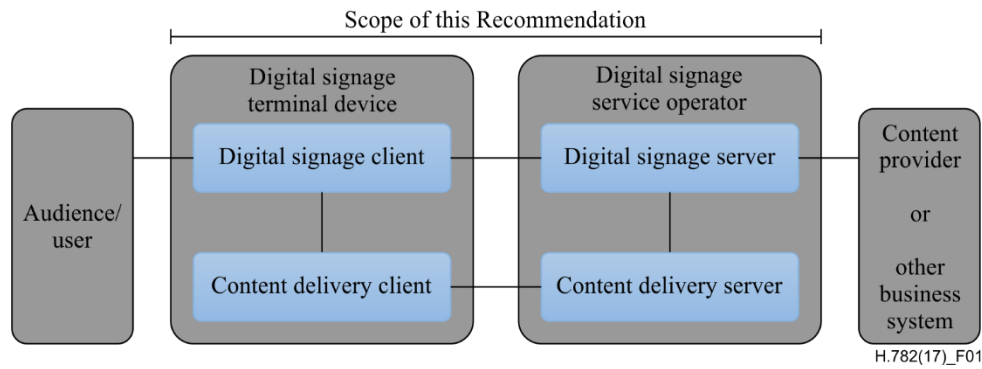 Scope of this Recommendation
Digital signage
terminal device
Digital signage
service operator
Audience/
user
Digital signage client
Digital signage server
Content delivery client
Content delivery server
Content
provider
or
other
business
system
H.782(17)_F01